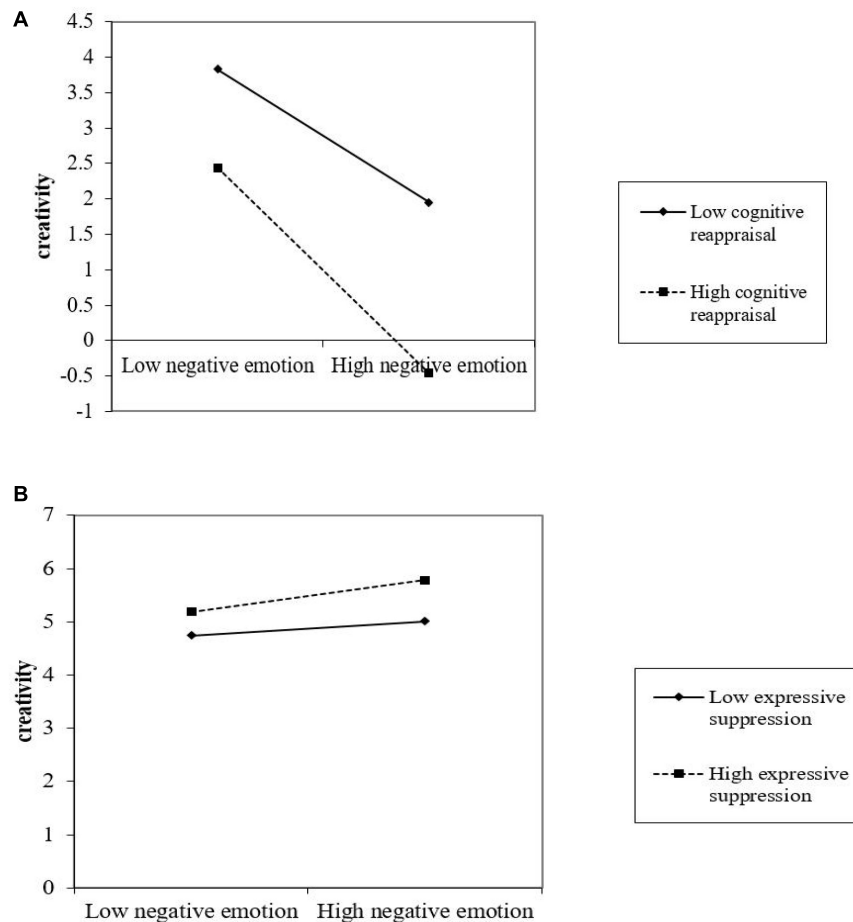 A
4.5
4
3.5
3
2.5
2
1.5
1
0.5
0
-0.5
-1
creativity
Low negative emotion
High negative emotion
Low cognitive
reappraisal
High cognitive
reappraisal
B
7
6
5
4
3
2
1
0
creativity
Low negative emotion
High negative emotion
Low expressive
suppression
High expressive
suppression